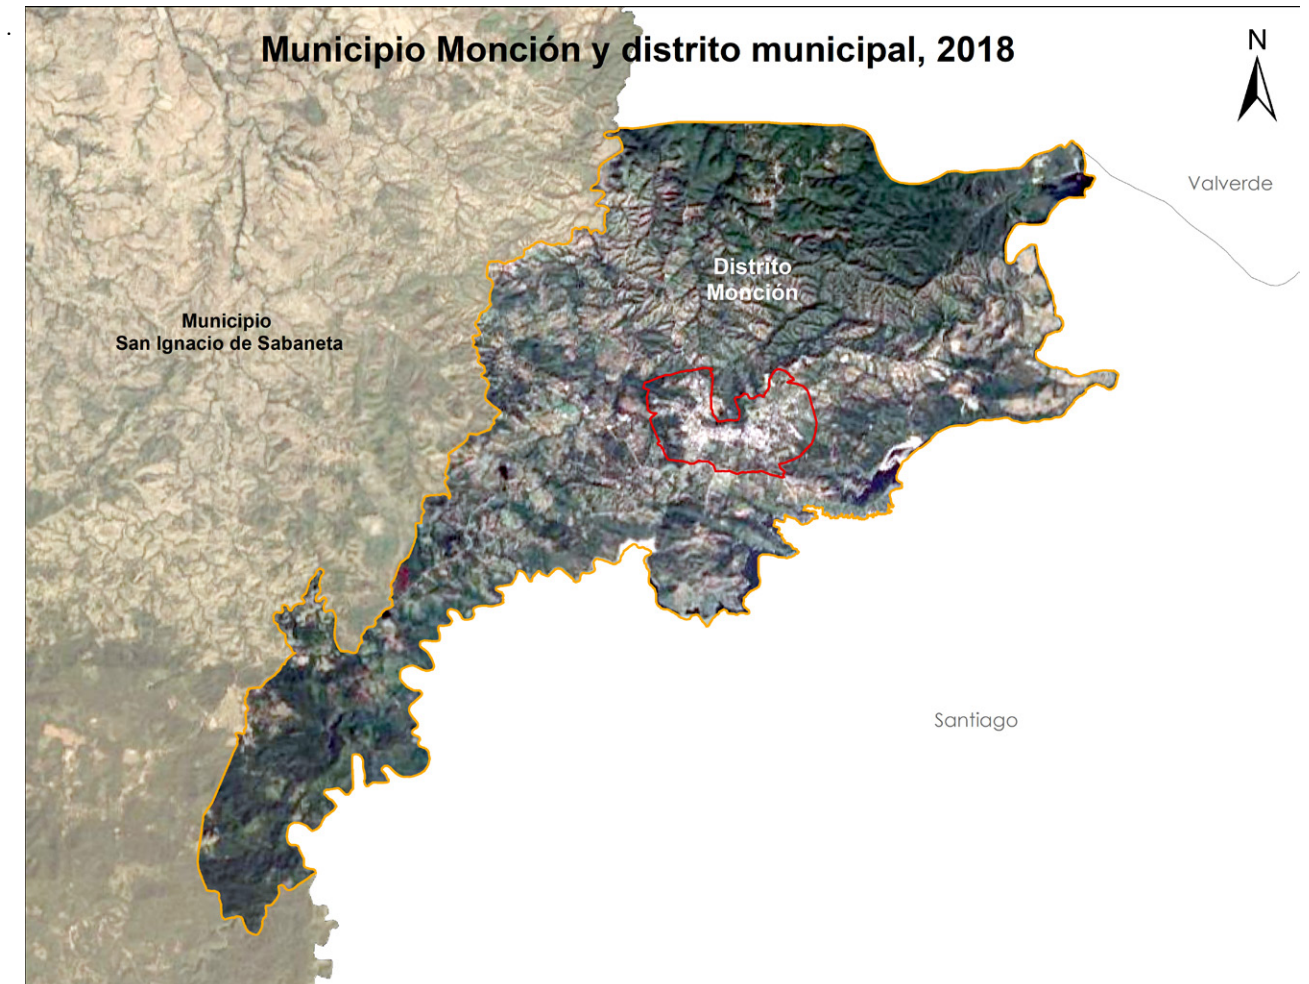 .
Municipio Monción y distrito municipal, 2018
N
Valverde
Distrito
Monción
Municipio
San Ignacio de Sabaneta
Santiago